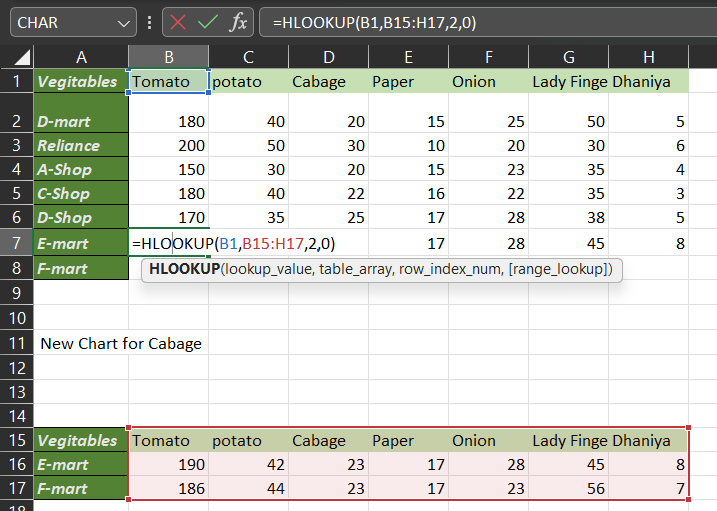 CHAR fx =HLOOKUP(B1,B15:H17,2,0)
A B C D E F G H
1 Vegitables Tomato potato Cabage Paper Onion Lady Finge Dhaniya
2 D-mart 180 40 20 15 25 50 5
3 Reliance 200 50 30 10 20 30 6
4 A-Shop 150 30 20 15 23 35 4
5 C-Shop 180 40 22 16 22 35 3
6 D-Shop 170 35 25 17 28 38 5
7 E-mart =HLOOKUP(B1,B15:H17,2,0) 17 28 45 8
8 F-mart HLOOKUP(lookup_value, table_array, row_index_num, [range_lookup])
9
10
11 New Chart for Cabage
12
13
14
15 Vegitables Tomato potato Cabage Paper Onion Lady Finge Dhaniya
16 E-mart 190 42 23 17 28 45 8
17 F-mart 186 44 23 17 23 56 7
18